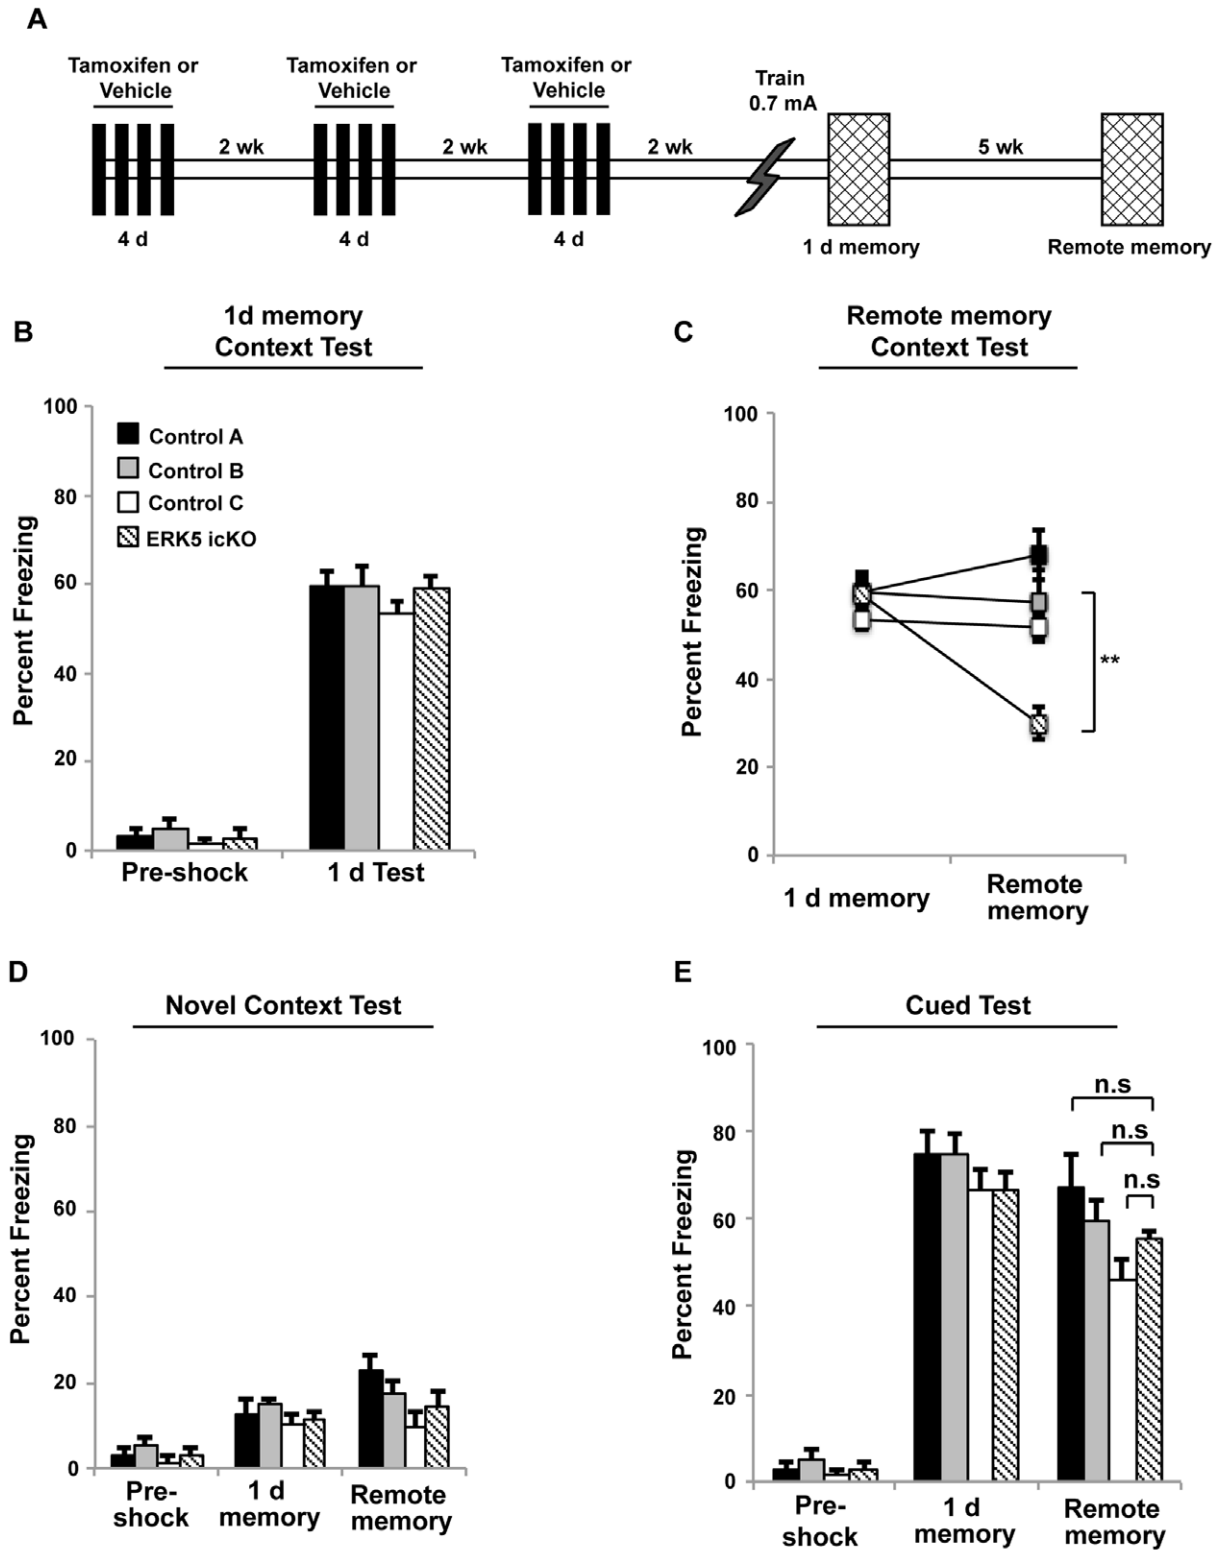 A
Tamoxifen or
Vehicle
Tamoxifen or
Vehicle
Tamoxifen or
Vehicle
Train
0.7 mA
2 wk
2 wk
2 wk
5 wk
4 d
4 d
4 d
1 d memory
Remote memory
B
1d memory
Context Test
Percent Freezing
100
80
60
40
20
0
Control A
Control B
Control C
ERK5 icKO
Pre-shock
1 d Test
C
Remote memory
Context Test
Percent Freezing
100
80
60
40
20
0
**
1 d memory
Remote
memory
D
Novel Context Test
Percent Freezing
100
80
60
40
20
0
Pre-
shock
1 d
memory
Remote
memory
E
Cued Test
Percent Freezing
100
80
60
40
20
0
n.s
n.s
n.s
Pre-
shock
1 d
memory
Remote
memory